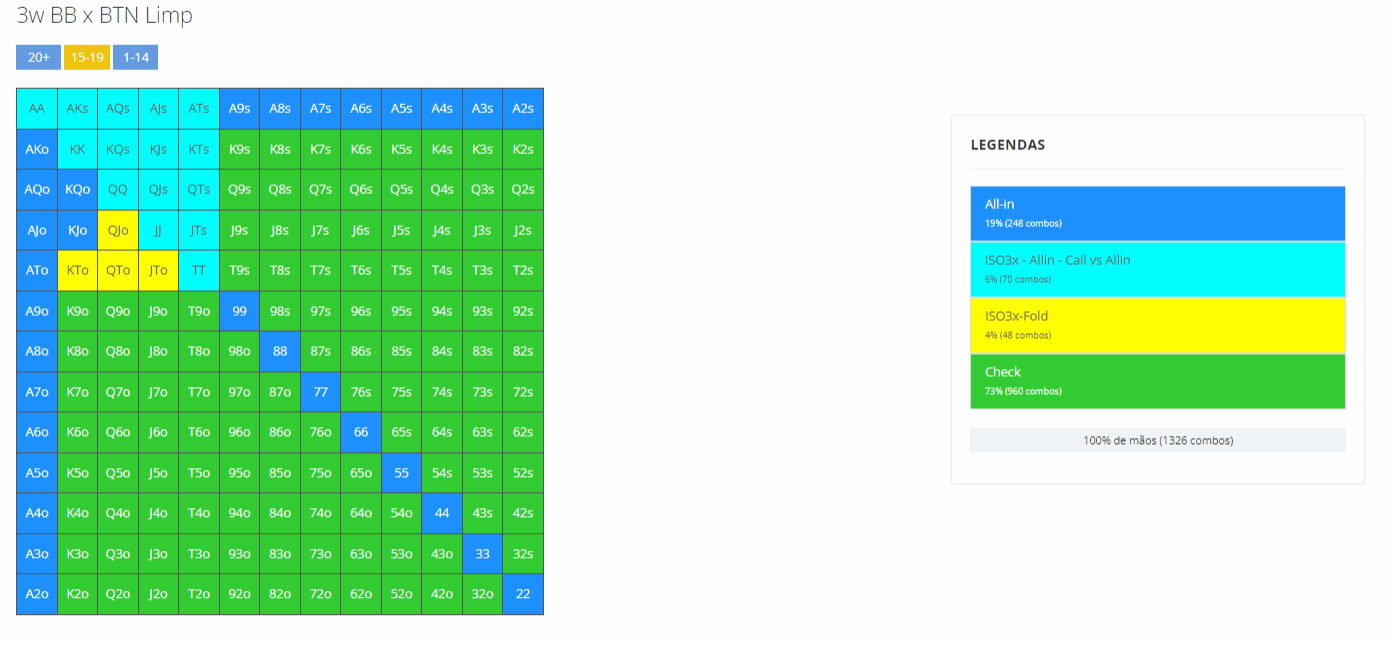 3w BB x BTN Limp
20+ 15-19 1-14
AA AKs AQs AJs ATs A9s A8s A7s A6s A5s A4s A3s A2s
AKo KK KQs KJs KTs K9s K8s K7s K6s K5s K4s K3s K2s
AQo KQo QQ QJs QTs Q9s Q8s Q7s Q6s Q5s Q4s Q3s Q2s
AJo KJo QJo JJ JTs J9s J8s J7s J6s J5s J4s J3s J2s
ATo KTo QTo JTo TT T9s T8s T7s T6s T5s T4s T3s T2s
A9o K9o Q9o J9o T9o 99 98s 97s 96s 95s 94s 93s 92s
A8o K8o Q8o J8o T8o 98o 88 87s 86s 85s 84s 83s 82s
A7o K7o Q7o J7o T7o 97o 87o 77 76s 75s 74s 73s 72s
A6o K6o Q6o J6o T6o 96o 86o 76o 66 65s 64s 63s 62s
A5o K5o Q5o J5o T5o 95o 85o 75o 65o 55 54s 53s 52s
A4o K4o Q4o J4o T4o 94o 84o 74o 64o 54o 44 43s 42s
A3o K3o Q3o J3o T3o 93o 83o 73o 63o 53o 43o 33 32s
A2o K2o Q2o J2o T2o 92o 82o 72o 62o 52o 42o 32o 22
LEGENDAS
All-in
19% (248 combos)
ISO3x - Allin - Call vs Allin
6% (70 combos)
ISO3x-Fold
4% (48 combos)
Check
73% (960 combos)
100% de mãos (1326 combos)